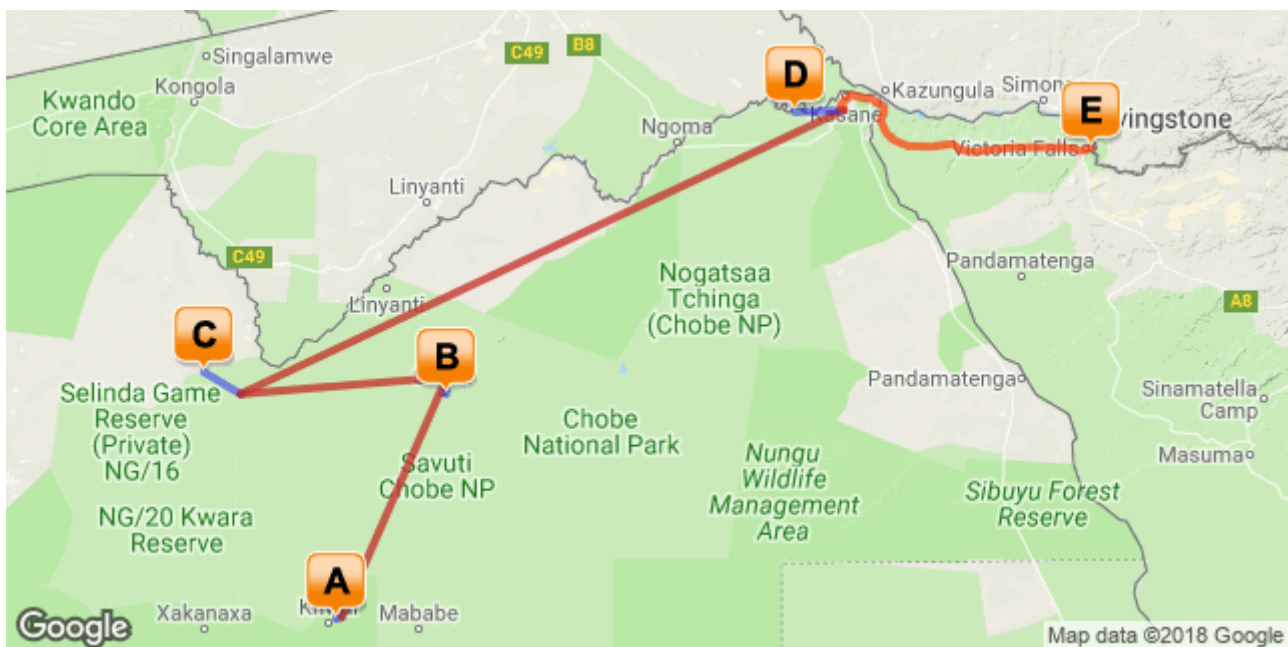 Singalamwe
C49
B8
Kongola
Kwando
Core Area
D
Kazungula
E
Kasane
Ngoma
Livingstone
Victoria Falls
Linyanti
C49
Linyanti
Nogatsaa
Tchinga
(Chobe NP)
Pandamatenga
A8
C
B
Selinda Game
Reserve
(Private)
NG/16
Pandamatenga
Sinamatella
Camp
Chobe
National Park
Masuma
Savuti
Chobe NP
Nungu
Wildlife
Management
Area
Sibuyu Forest
Reserve
NG/20 Kwara
Reserve
A
Xakanaxa
Mababe
Google
Map data ©2018 Google